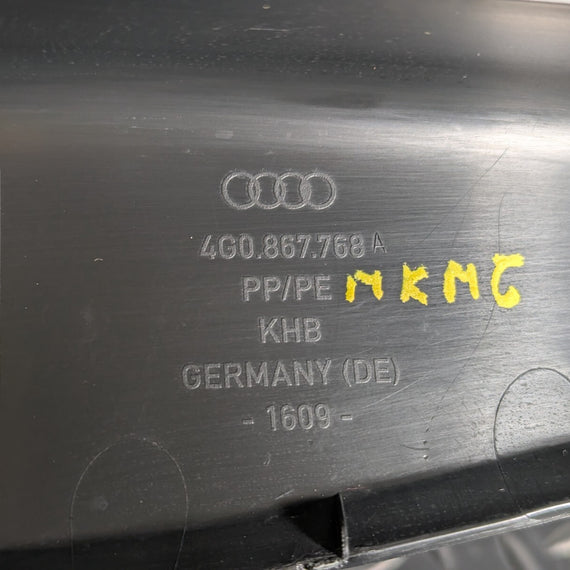 4G0.867.768 A
PP/PE MKMG
KHB
GERMANY (DE)
- 1609 -